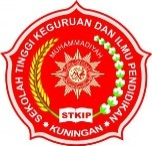 SEKOLAH TINGGI KEGURUAN DAN ILMU PENDIDIKAN
MUHAMMADIYAH
STKIP
KUNINGAN